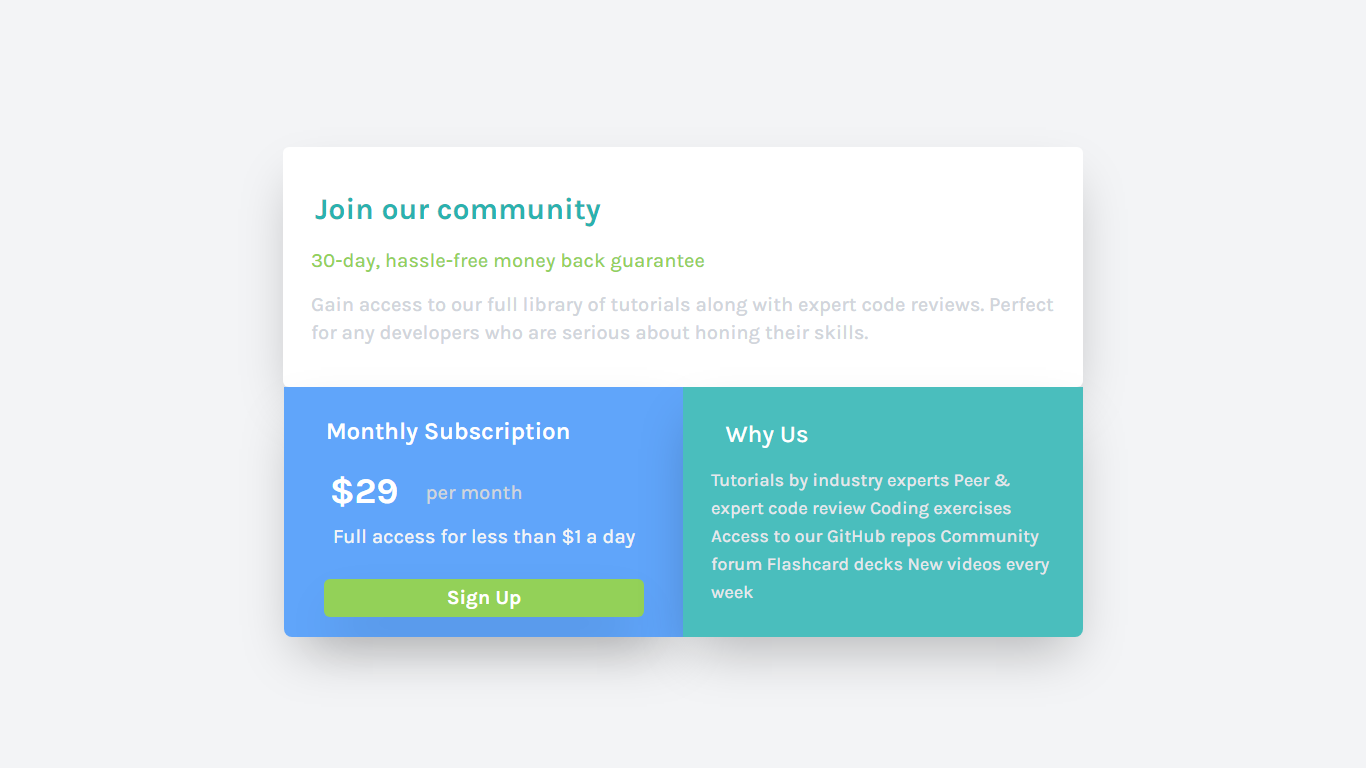 Join our community
30-day, hassle-free money back guarantee
Gain access to our full library of tutorials along with expert code reviews. Perfect
for any developers who are serious about honing their skills.
Monthly Subscription
$29 per month
Full access for less than $1 a day
Sign Up
Why Us
Tutorials by industry experts Peer &
expert code review Coding exercises
Access to our GitHub repos Community
forum Flashcard decks New videos every
week